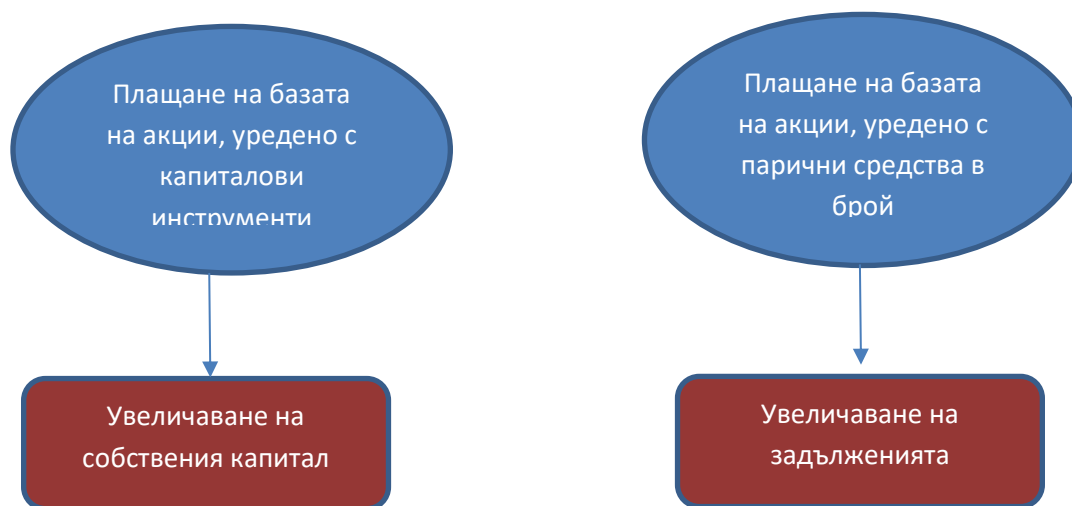 Плащане на базата
на акции, уредено с
капиталови
инструменти
Плащане на базата
на акции, уредено с
парични средства в
брой
Увеличаване на
собствения капитал
Увеличаване на
задълженията